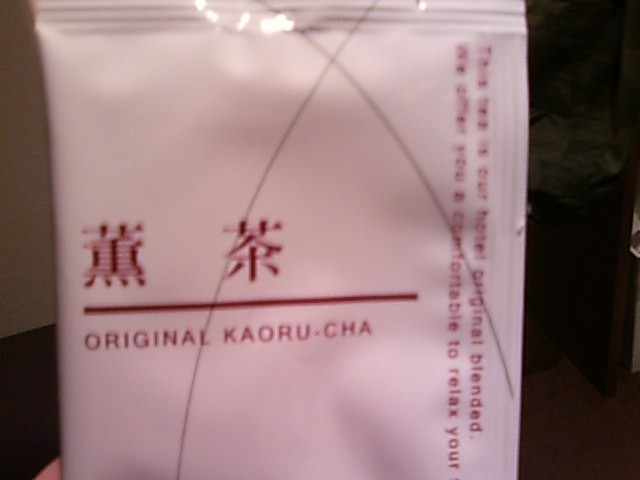 薫 茶
ORIGINAL KAORU-CHA
This tea is our hotel original blended.
We offer you a comfortable to relax your